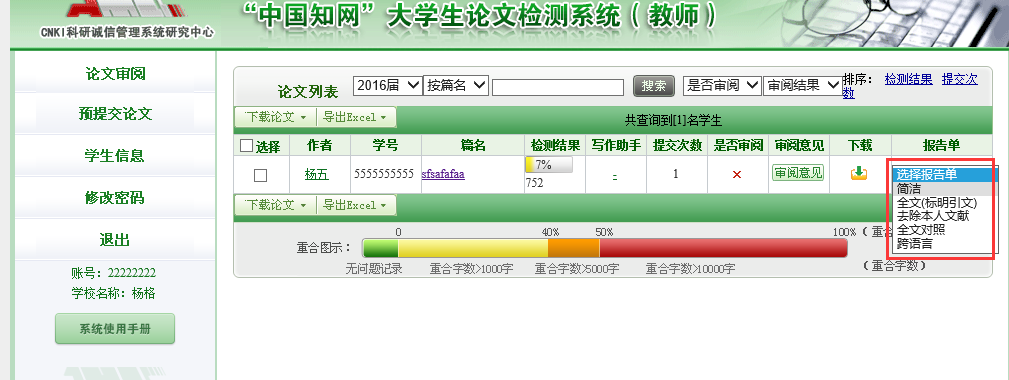 “中国知网”大学生论文检测系统（教师）
CNKI科研诚信管理系统研究中心
论文审阅
预提交论文
学生信息
修改密码
退出
账号：22222222
学校名称：杨格
系统使用手册
论文列表 2016届 按篇名 搜索 是否审阅 审阅结果 排序： 检测结果 提交次
数
下载论文 导出Excel 共查询到[1]名学生
选择 作者 学号 篇名 检测结果 写作助手 提交次数 是否审阅 审阅意见 下载 报告单
杨五 5555555555 sfsafafaa 7% - 1 审阅意见
752
选择报告单
简洁
全文(标明引文)
去除本人文献
全文对照
跨语言
下载论文 导出Excel
0 40% 50% 100% （重合
重合图示：
无问题记录 重合字数>1000字 重合字数>5000字 重合字数>10000字 （重合字数）